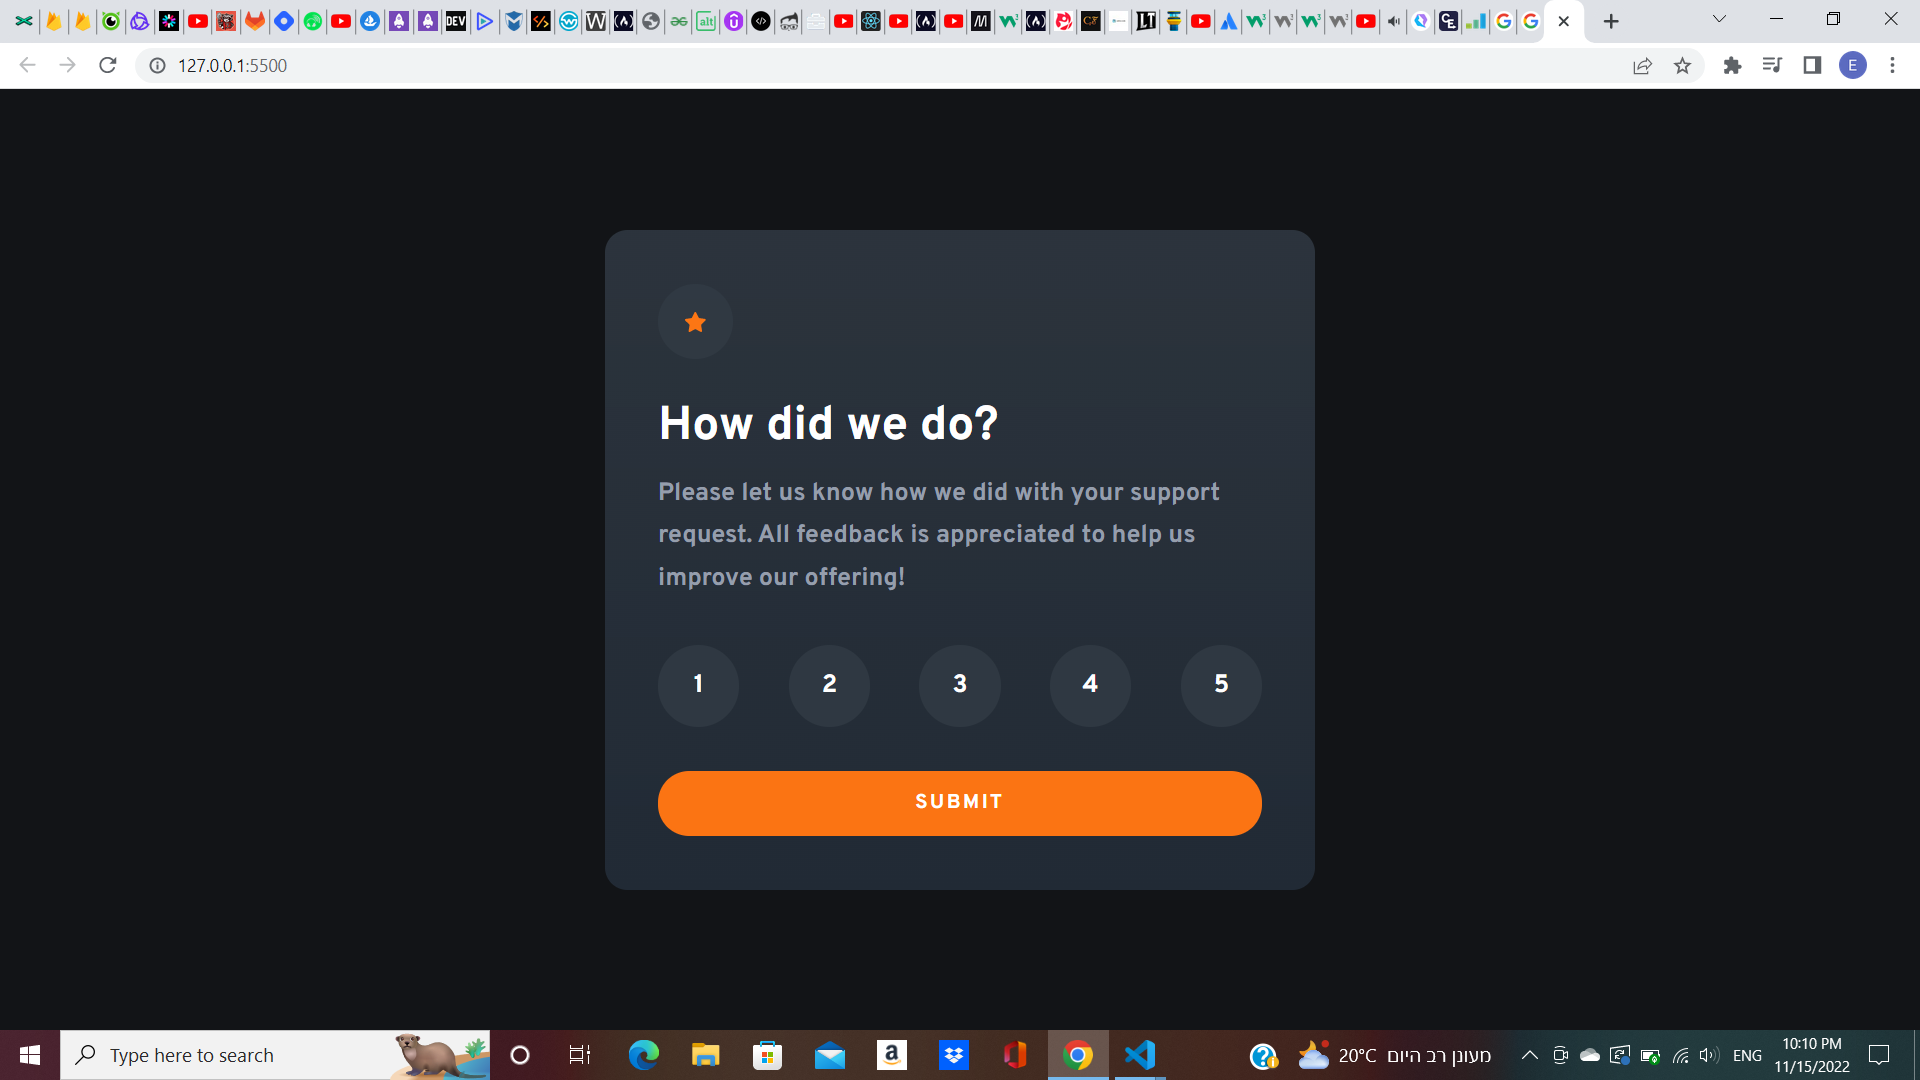 DEV
alt
127.0.0.1:5500
E
How did we do?
Please let us know how we did with your support
request. All feedback is appreciated to help us
improve our offering!
1 2 3 4 5
SUBMIT
Type here to search
20°C מעונן רב היום
ENG
10:10 PM
11/15/2022